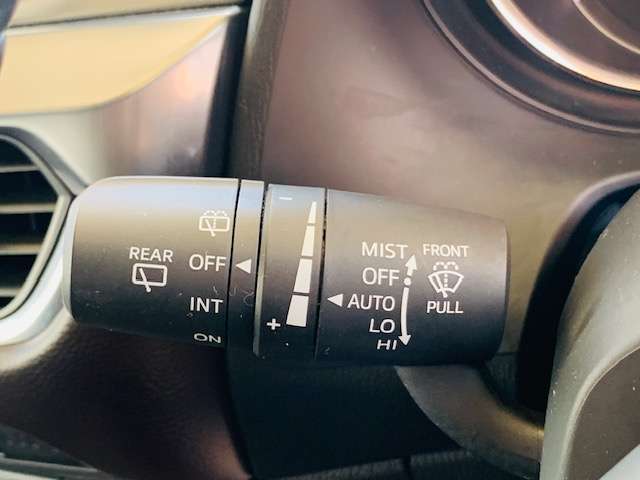 REAR
OFF
INT
ON
-
+
MIST
OFF
AUTO
LO
HI
FRONT
PULL